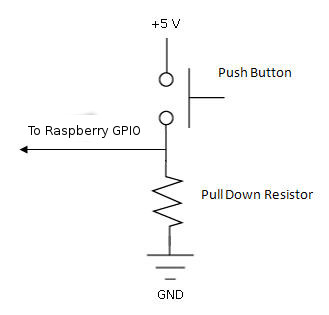 +5 V
Push Button
To Raspberry GPIO
Pull Down Resistor
GND